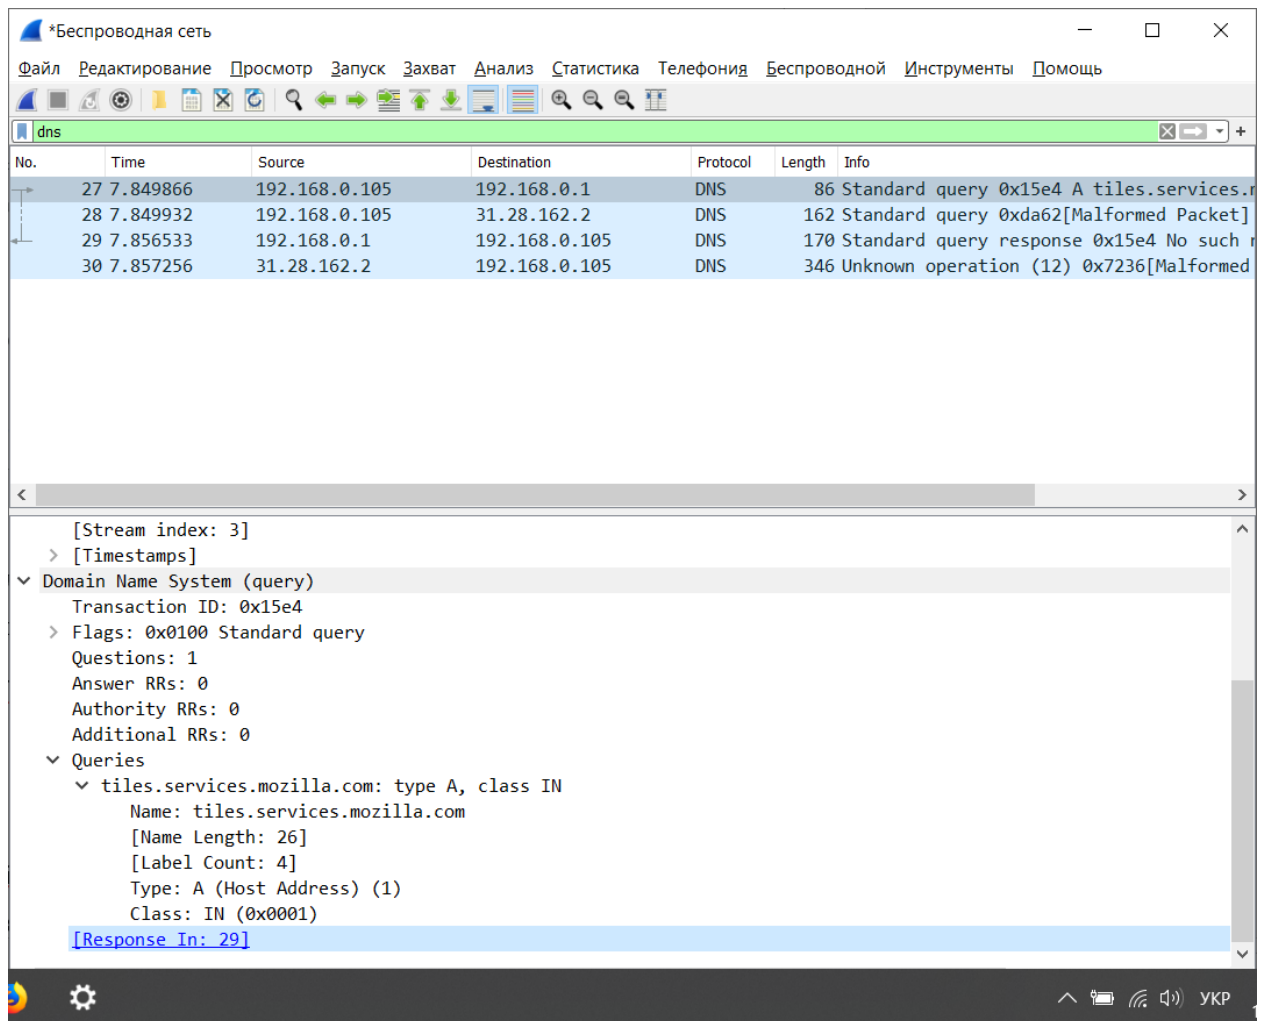 *Беспроводная сеть
Файл Редактирование Просмотр Запуск Захват Анализ Статистика Телефония Беспроводной Инструменты Помощь
dns
No. Time Source Destination Protocol Length Info
27 7.849866 192.168.0.105 192.168.0.1 DNS 86 Standard query 0x15e4 A tiles.services.
28 7.849932 192.168.0.105 31.28.162.2 DNS 162 Standard query 0xda62[Malformed Packet]
29 7.856533 192.168.0.1 192.168.0.105 DNS 170 Standard query response 0x15e4 No such
30 7.857256 31.28.162.2 192.168.0.105 DNS 346 Unknown operation (12) 0x7236[Malformed
[Stream index: 3]
[Timestamps]
Domain Name System (query)
Transaction ID: 0x15e4
Flags: 0x0100 Standard query
Questions: 1
Answer RRs: 0
Authority RRs: 0
Additional RRs: 0
Queries
tiles.services.mozilla.com: type A, class IN
Name: tiles.services.mozilla.com
[Name Length: 26]
[Label Count: 4]
Type: A (Host Address) (1)
Class: IN (0x0001)
[Response In: 29]
УКР